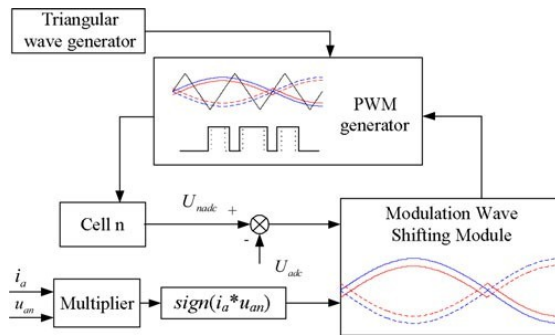 Triangular
wave generator
PWM
generator
Cell n
U_nadc
+
-
U_adc
Modulation Wave
Shifting Module
i_a
u_an
Multiplier
sign(i_a*u_an)